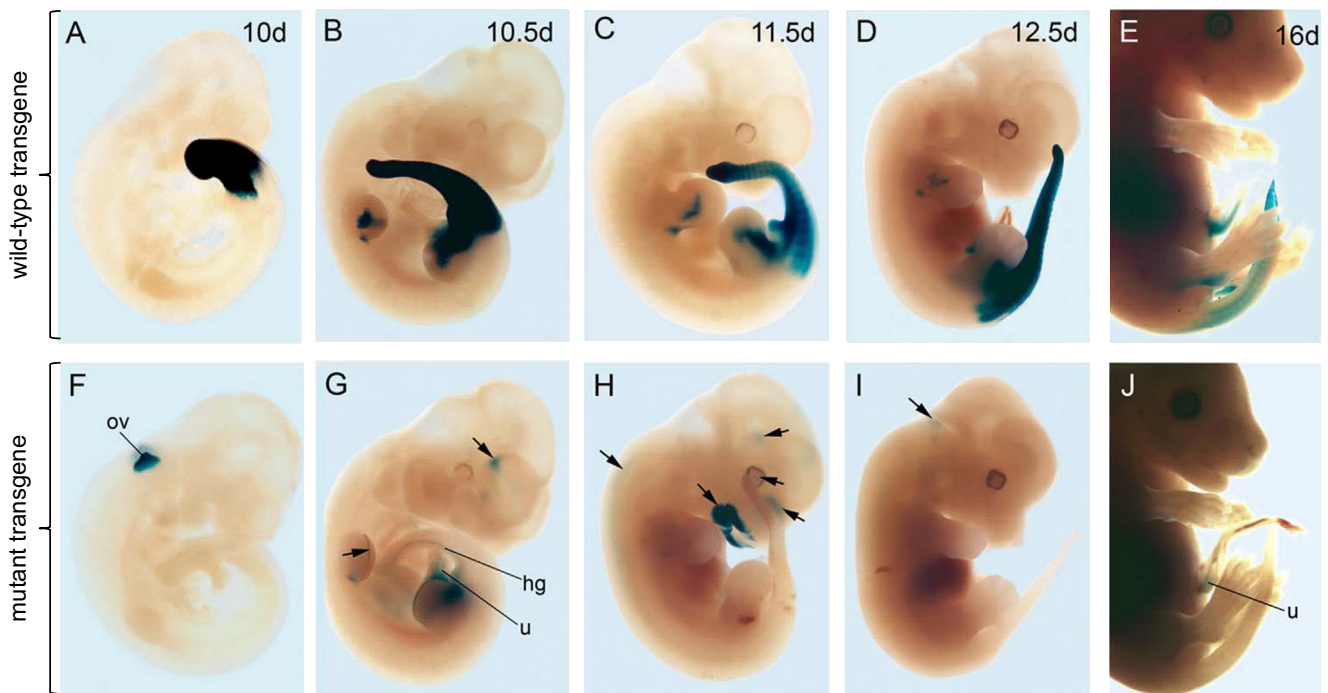 wild-type transgene
A 10d
B 10.5d
C 11.5d
D 12.5d
E 16d
mutant transgene
F
ov
G
hg
u
H
I
J
u